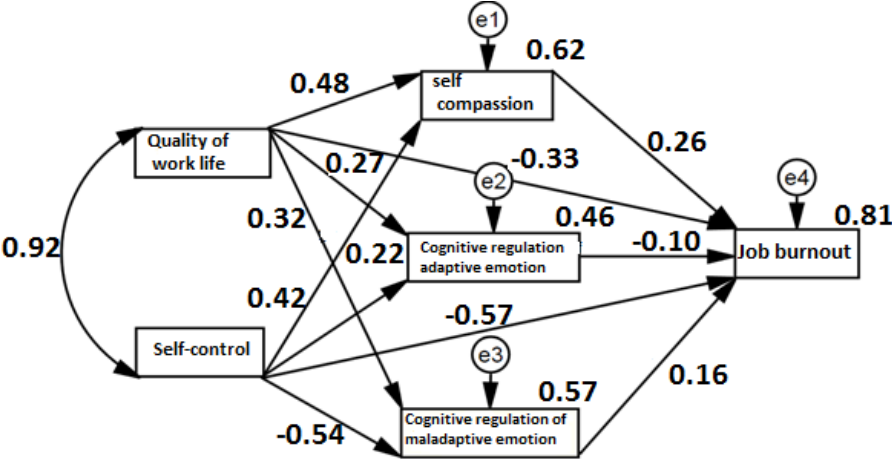 e1
0.62
0.48
self
compassion
Quality of
work life
0.26
0.27
-0.33
e2
e4
0.32
0.46
0.81
0.92
0.22
Cognitive regulation
adaptive emotion
-0.10
Job burnout
0.42
-0.57
Self-control
e3
0.57
0.16
Cognitive regulation of
maladaptive emotion
-0.54